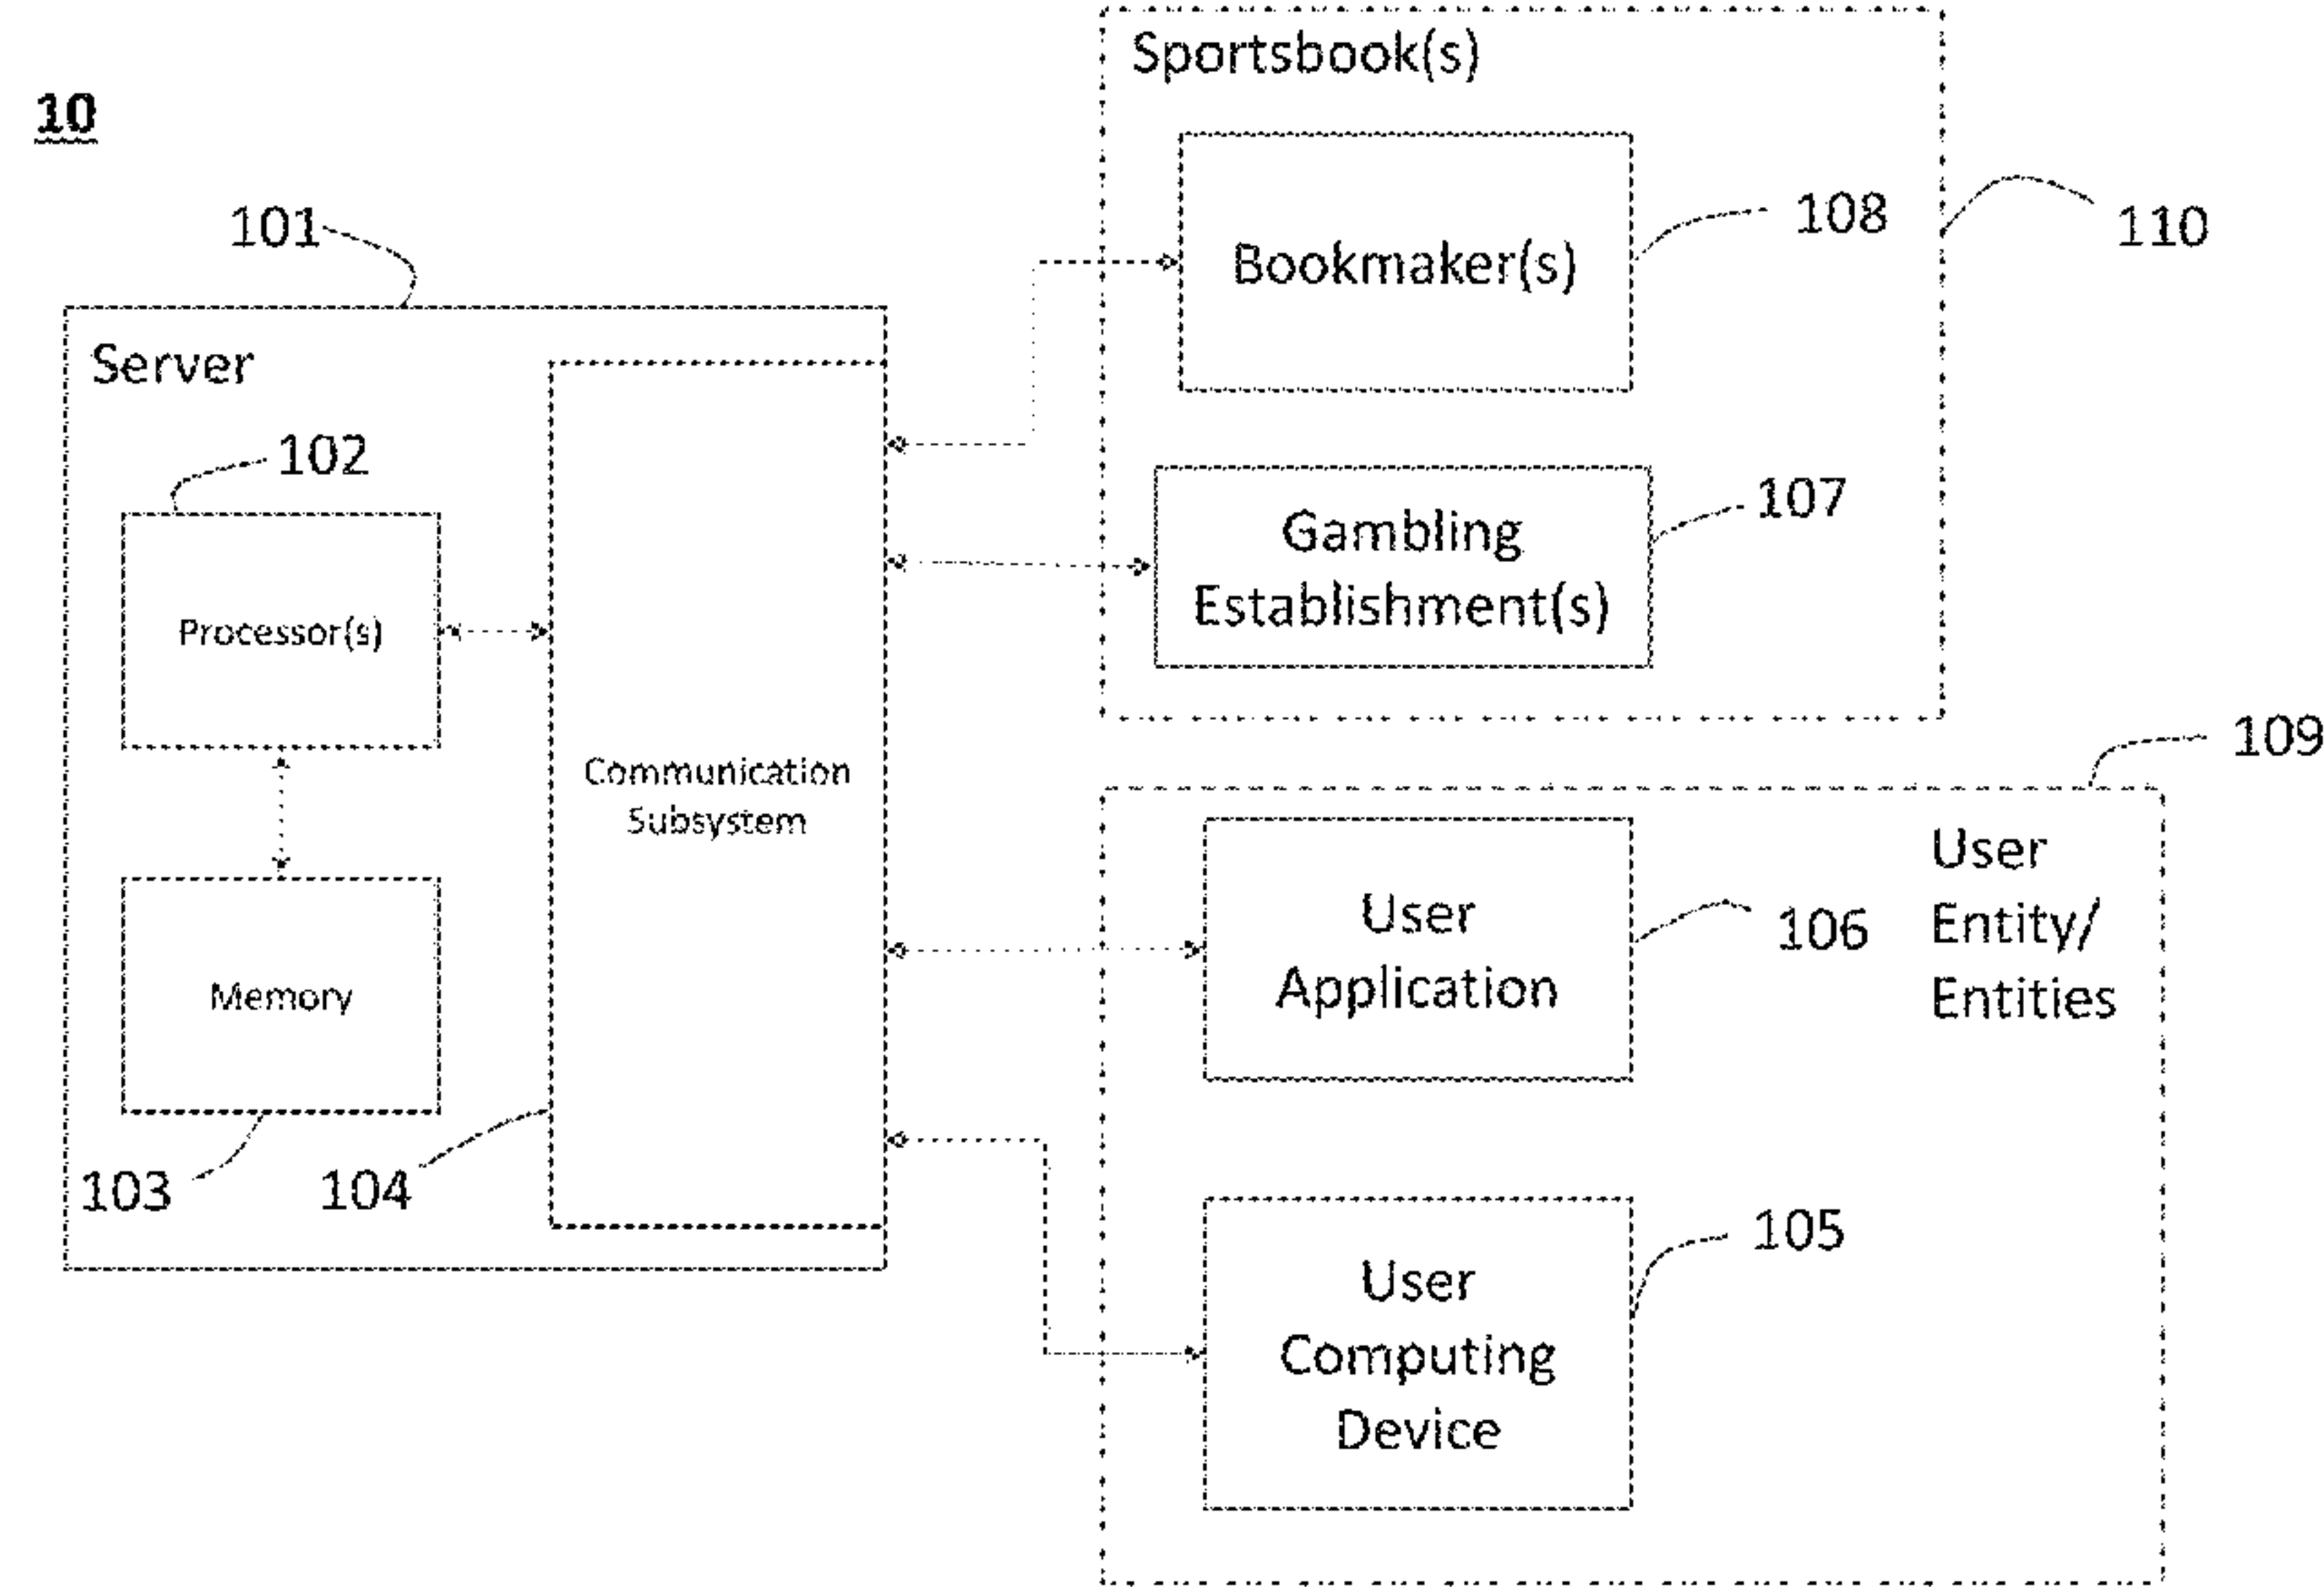 10
Sportsbook(s)
101
Bookmaker(s)
108
110
Server
102
Gambling
Establishment(s)
107
Processor(s)
Communication
Subsystem
109
User
Application
106
User
Entity/
Entities
Memory
103
104
User
Computing
Device
105